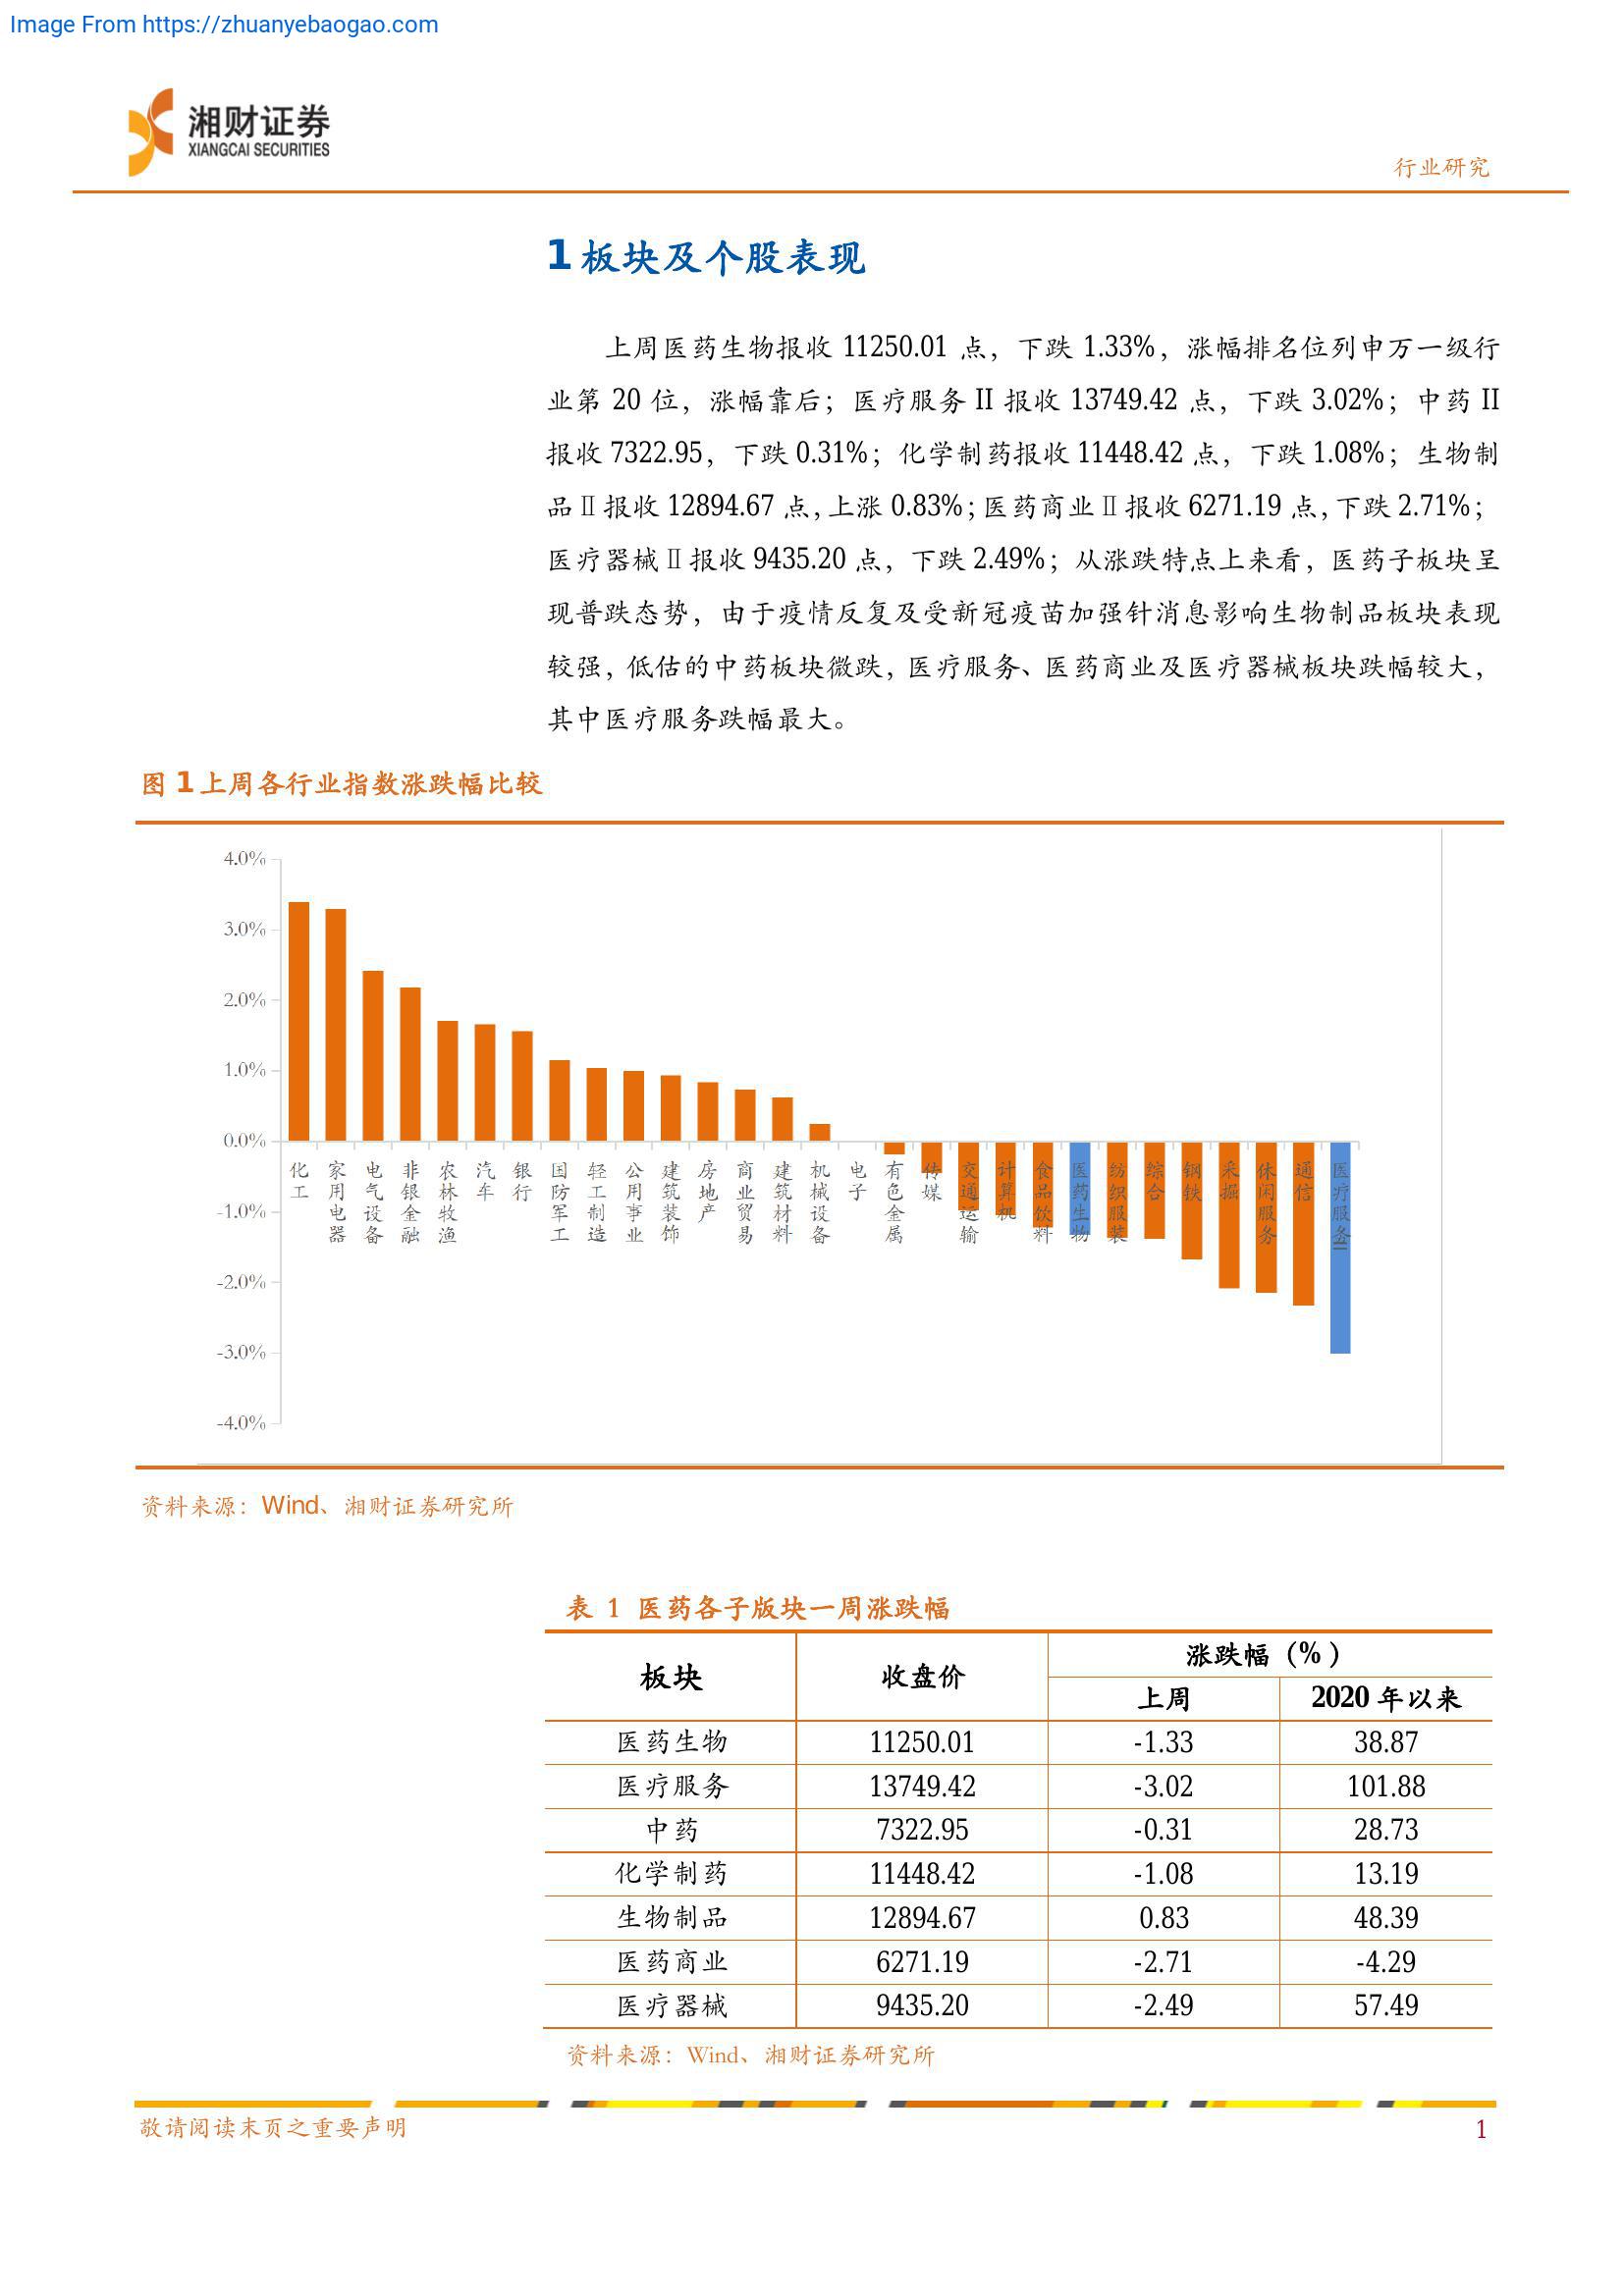 Image From https://zhuanyebaogao.com
湘财证券
XIANGCAI SECURITIES
行业研究
1 板块及个股表现
上周医药生物报收 11250.01 点，下跌 1.33%，涨幅排名位列申万一级行
业第 20 位，涨幅靠后；医疗服务 II 报收 13749.42 点，下跌 3.02%；中药 II
报收 7322.95，下跌 0.31%；化学制药报收 11448.42 点，下跌 1.08%；生物制
品Ⅱ报收 12894.67 点，上涨 0.83%；医药商业Ⅱ报收 6271.19 点，下跌 2.71%；
医疗器械Ⅱ报收 9435.20 点，下跌 2.49%；从涨跌特点上来看，医药子板块呈
现普跌态势，由于疫情反复及受新冠疫苗加强针消息影响生物制品板块表现
较强，低估的中药板块微跌，医疗服务、医药商业及医疗器械板块跌幅较大，
其中医疗服务跌幅最大。
图 1 上周各行业指数涨跌幅比较
4.0%
3.0%
2.0%
1.0%
0.0%
-1.0%
-2.0%
-3.0%
-4.0%
化工
家用电器
电气设备
非银金融
农林牧渔
汽车
银行
国防军工
轻工制造
公用事业
建筑装饰
房地产
商业贸易
建筑材料
机械设备
电子
有色金属
传媒
交通运输
计算机
食品饮料
医药生物
纺织服装
综合
钢铁
采掘
休闲服务
通信
医疗服务II
资料来源：Wind、湘财证券研究所
表 1 医药各子版块一周涨跌幅
板块 收盘价 涨跌幅（%）
上周 2020 年以来
医药生物 11250.01 -1.33 38.87
医疗服务 13749.42 -3.02 101.88
中药 7322.95 -0.31 28.73
化学制药 11448.42 -1.08 13.19
生物制品 12894.67 0.83 48.39
医药商业 6271.19 -2.71 -4.29
医疗器械 9435.20 -2.49 57.49
资料来源：Wind、湘财证券研究所
敬请阅读末页之重要声明
1